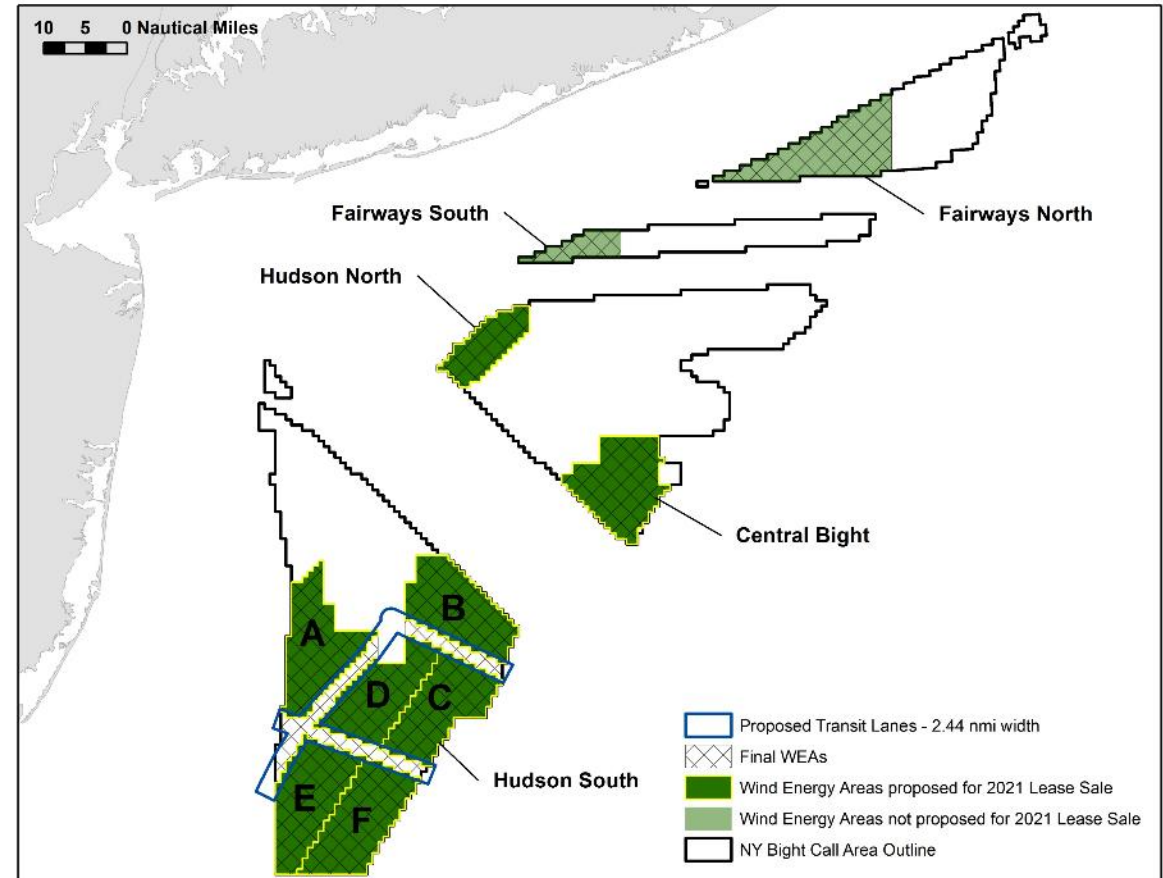 10 5 0 Nautical Miles
Fairways South
Fairways North
Hudson North
Central Bight
A
B
D
C
E
F
Hudson South
Proposed Transit Lanes - 2.44 nmi width
Final WEAs
Wind Energy Areas proposed for 2021 Lease Sale
Wind Energy Areas not proposed for 2021 Lease Sale
NY Bight Call Area Outline